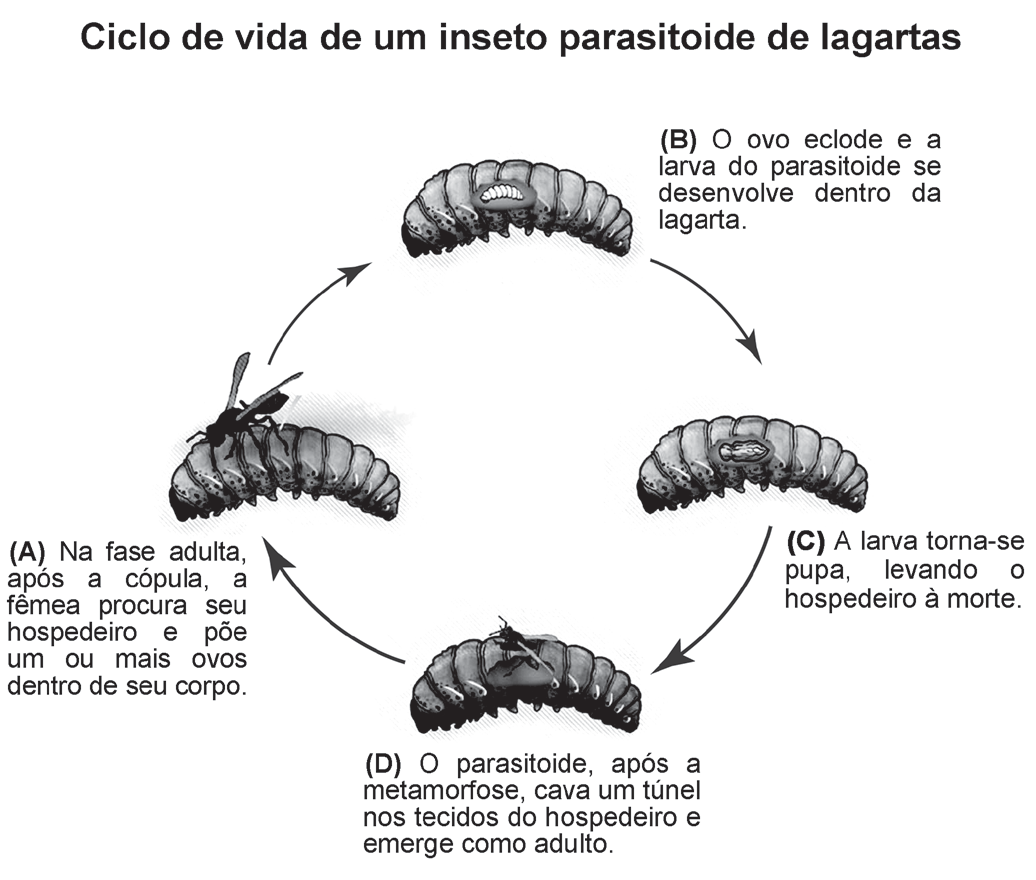 Ciclo de vida de um inseto parasitoide de lagartas
(B) O ovo eclode e a
larva do parasitoide se
desenvolve dentro da
lagarta.
(A) Na fase adulta,
após a cópula, a
fêmea procura seu
hospedeiro e põe
um ou mais ovos
dentro de seu corpo.
(C) A larva torna-se
pupa, levando o
hospedeiro à morte.
(D) O parasitoide, após a
metamorfose, cava um túnel
nos tecidos do hospedeiro e
emerge como adulto.